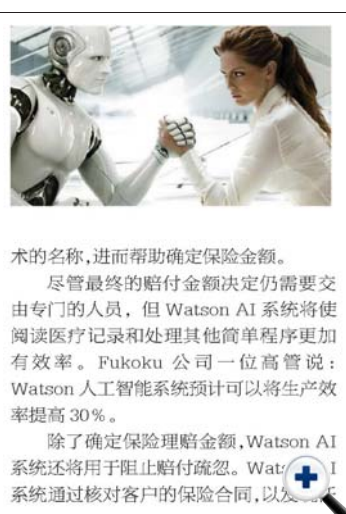 术的名称,进而帮助确定保险金额。
尽管最终的赔付金额决定仍需要交
由专门的人员，但 Watson AI 系统将使
阅读医疗记录和处理其他简单程序更加
有效率。Fukoku 公司一位高管说：
Watson 人工智能系统预计可以将生产效
率提高 30%。
除了确定保险理赔金额,Watson AI
系统还将用于阻止赔付疏忽。Wats
系统通过核对客户的保险合同,以发